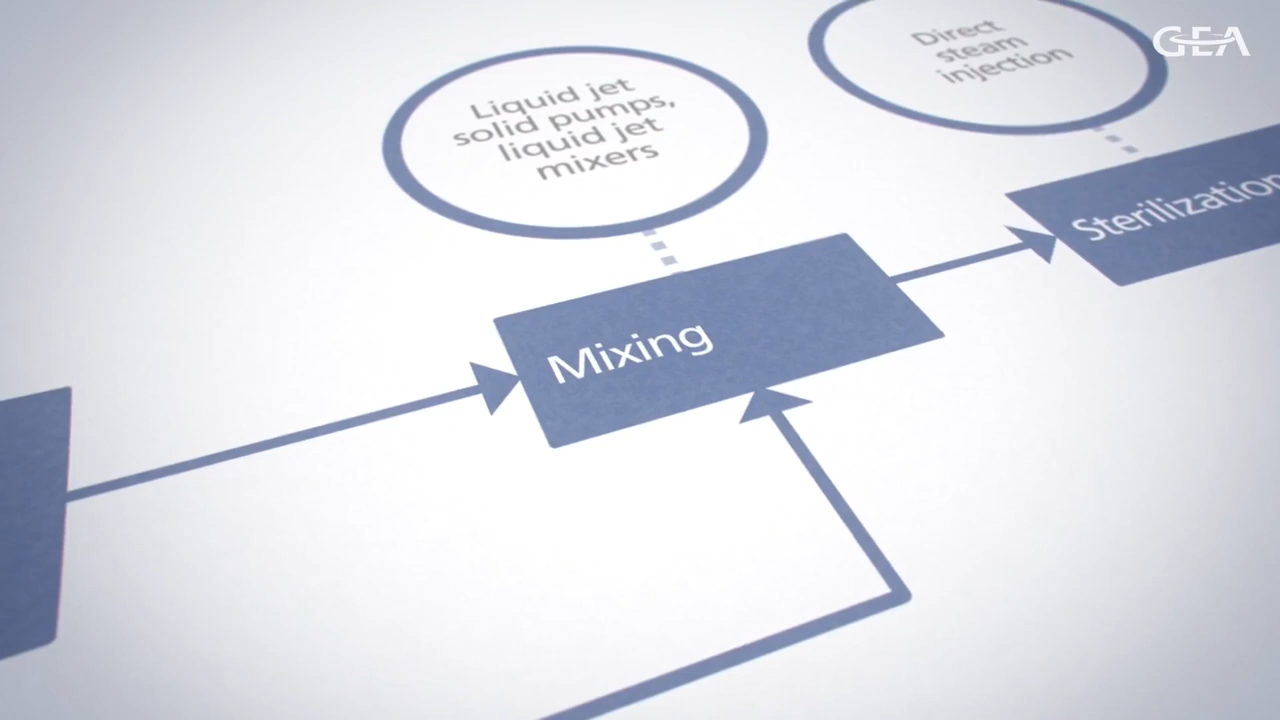 Liquid jet
solid pumps,
liquid jet
mixers
Direct
steam
injection
GEA
Mixing
Sterilization